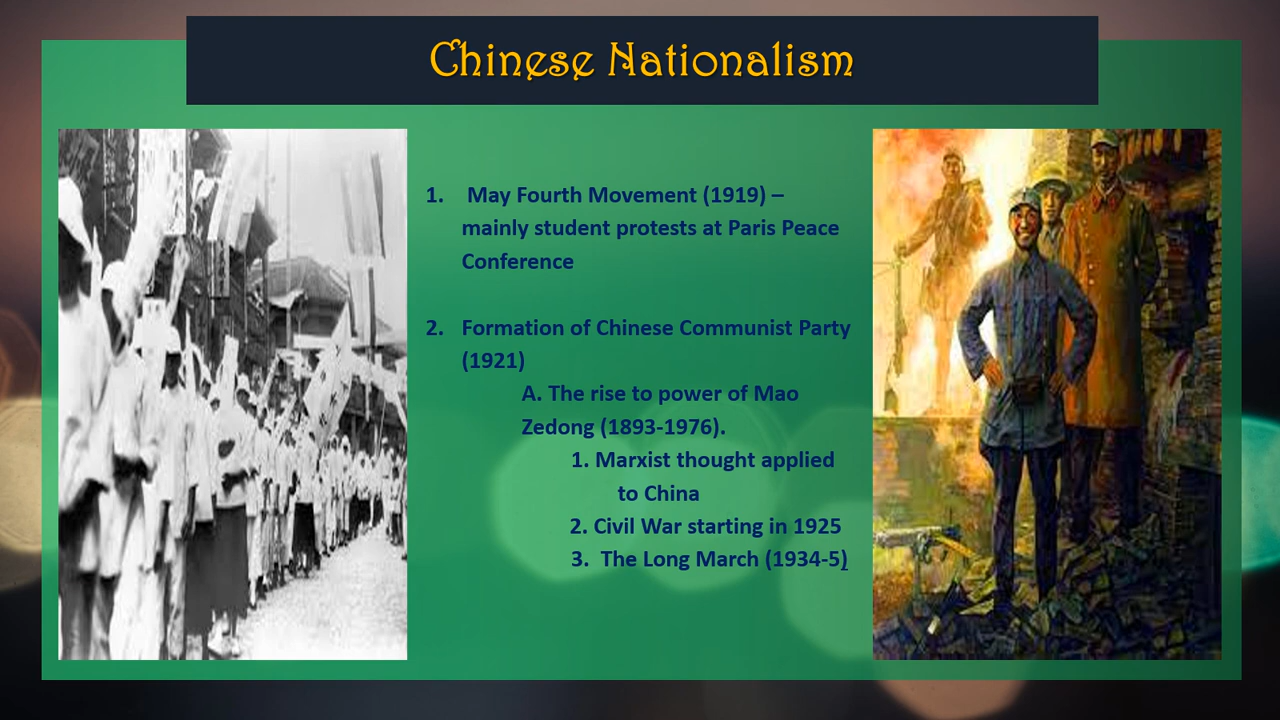 Chinese Nationalism
1. May Fourth Movement (1919) –
mainly student protests at Paris Peace
Conference
2. Formation of Chinese Communist Party
(1921)
A. The rise to power of Mao
Zedong (1893-1976).
1. Marxist thought applied
to China
2. Civil War starting in 1925
3. The Long March (1934-5)